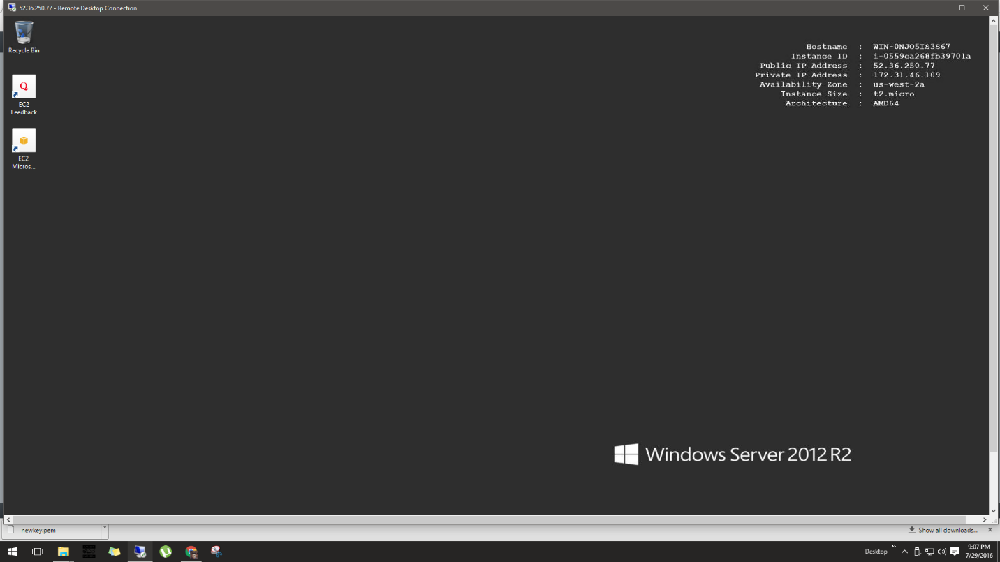 52.36.250.77 - Remote Desktop Connection
Recycle Bin
Q
EC2
Feedback
EC2
Micros...
Hostname : WIN-0NJO5IS3S67
Instance ID : i-0559ca268fb39701a
Public IP Address : 52.36.250.77
Private IP Address : 172.31.46.109
Availability Zone : us-west-2a
Instance Size : t2.micro
Architecture : AMD64
Windows Server 2012 R2
newkey.pem
Show all downloads...
Desktop
9:07 PM
7/29/2016